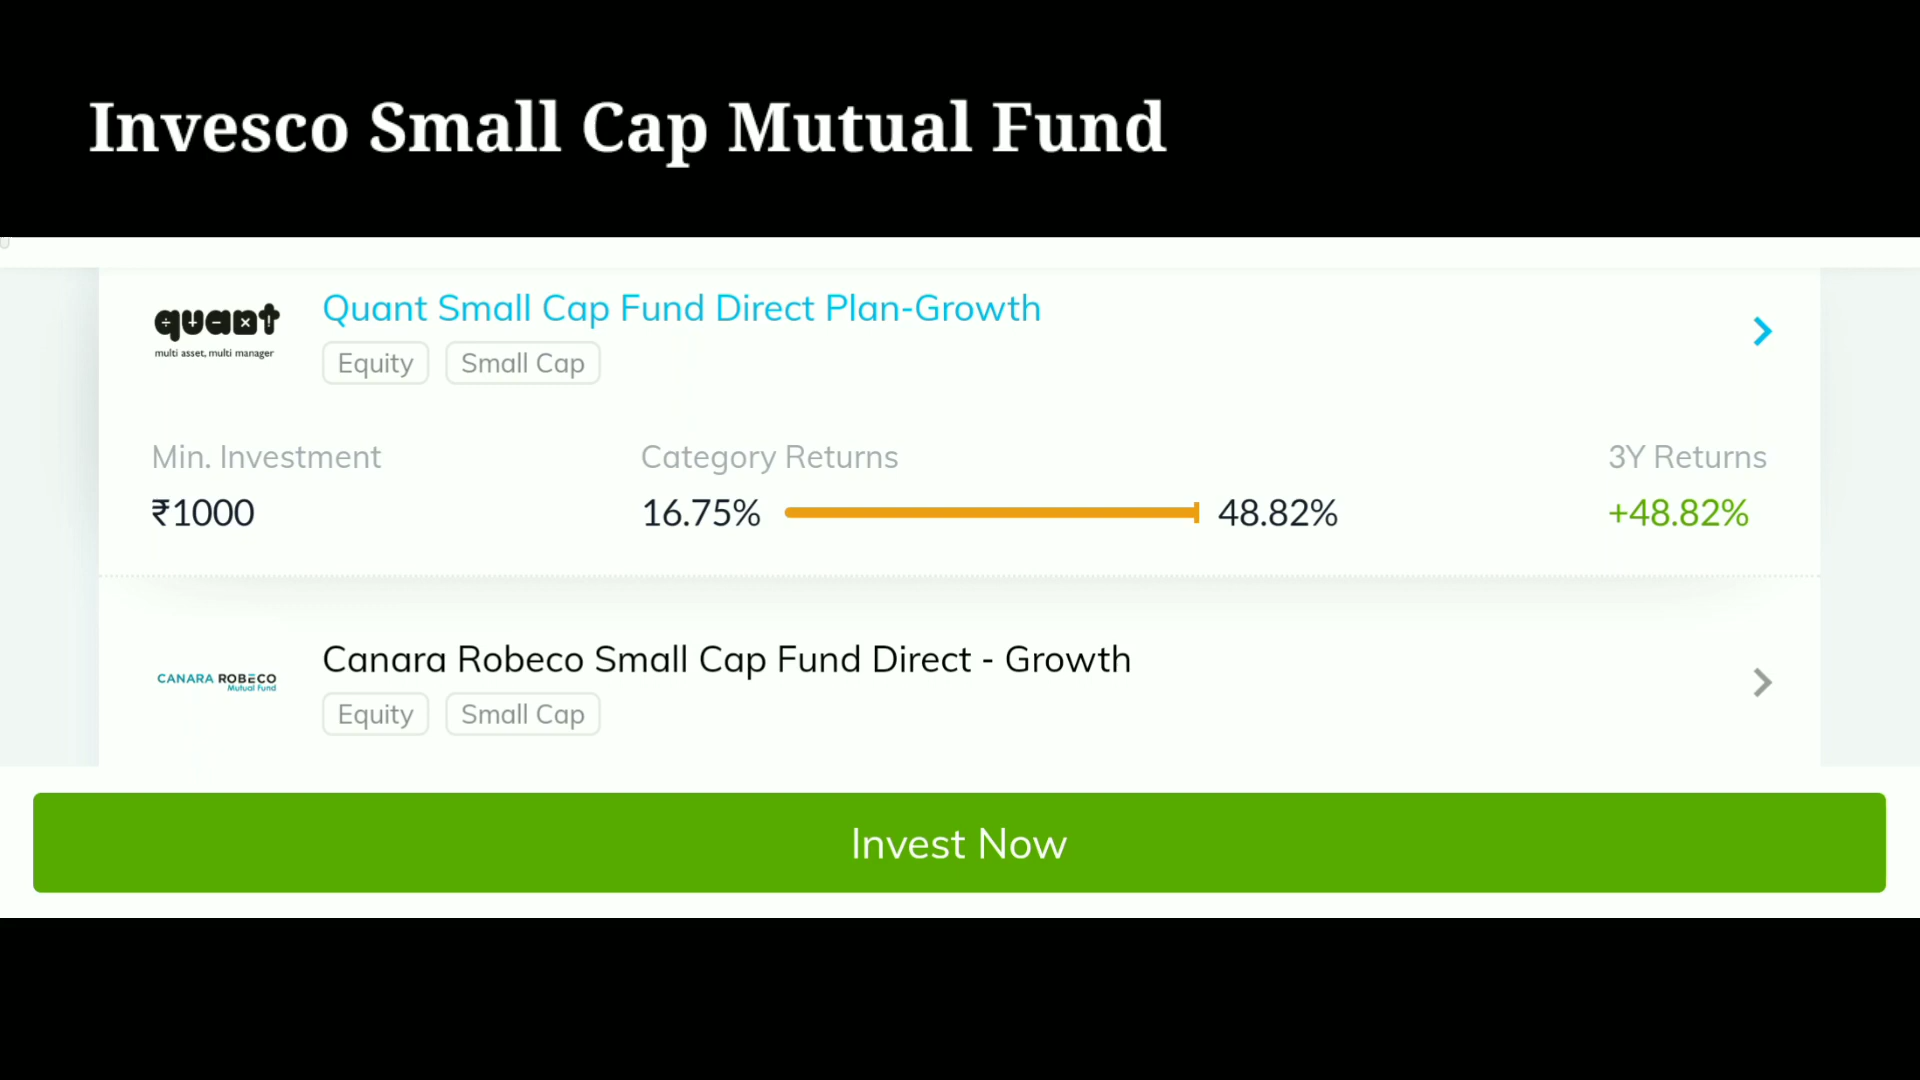 Invesco Small Cap Mutual Fund
quant
multi asset, multi manager
Quant Small Cap Fund Direct Plan-Growth
Equity
Small Cap
Min. Investment
Category Returns
3Y Returns
₹1000
16.75%
48.82%
+48.82%
CANARA ROBECO
Mutual Fund
Canara Robeco Small Cap Fund Direct - Growth
Equity
Small Cap
Invest Now